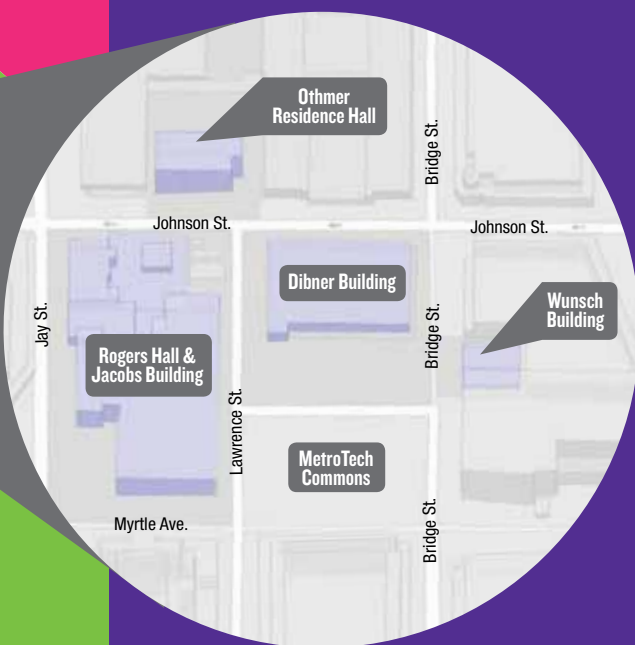 Othmer
Residence Hall
Bridge St.
Johnson St.
Johnson St.
Jay St.
Dibner Building
Bridge St.
Wunsch
Building
Rogers Hall &
Jacobs Building
Lawrence St.
MetroTech
Commons
Myrtle Ave.
Bridge St.